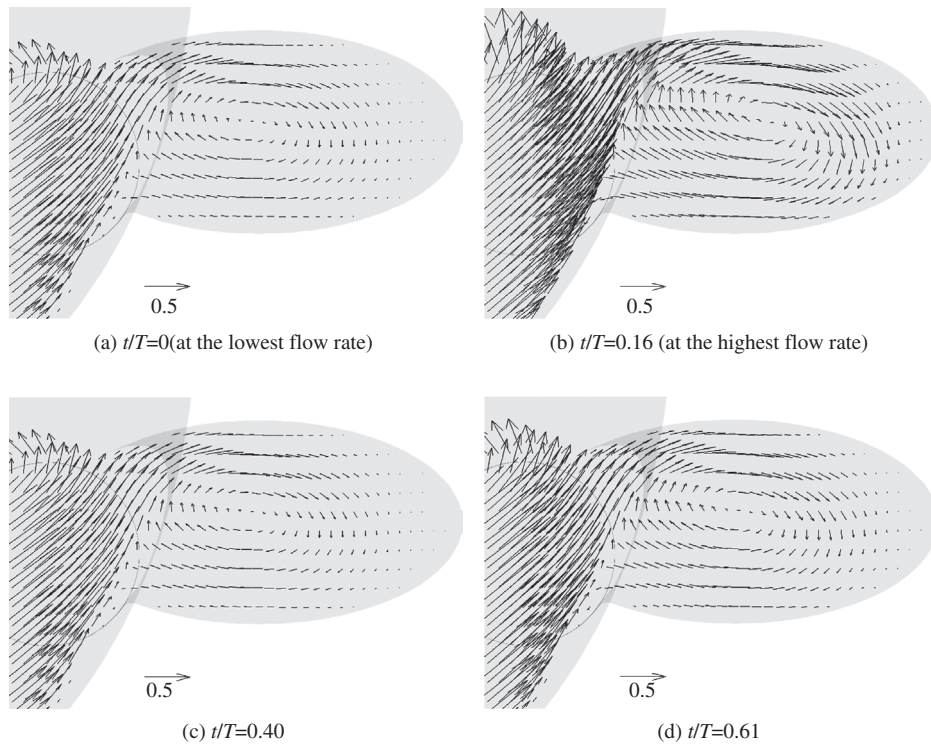 0.5
0.5
(a) t/T=0(at the lowest flow rate)
(b) t/T=0.16 (at the highest flow rate)
0.5
0.5
(c) t/T=0.40
(d) t/T=0.61